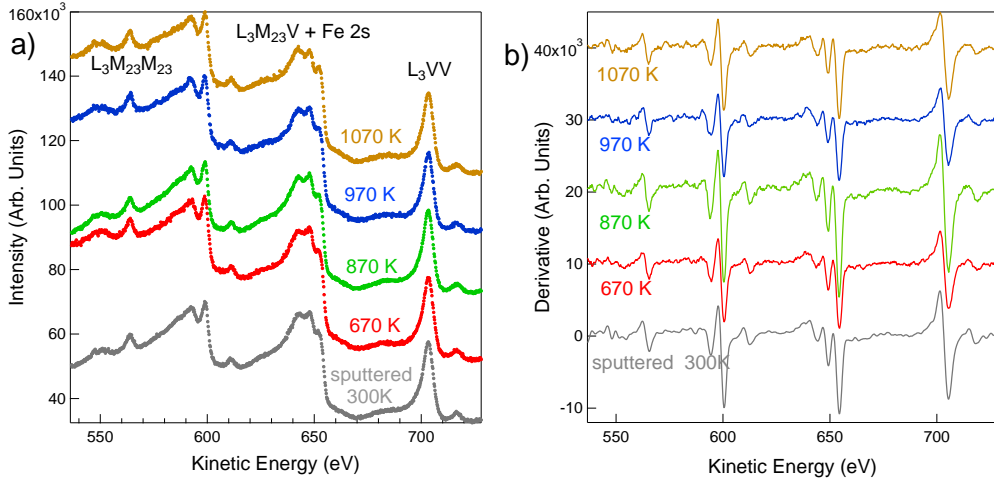 160x10³
a)
L₃M₂₃V + Fe 2s
L₃M₂₃M₂₃
L₃VV
140
1070 K
120
970 K
100
870 K
80
670 K
60
sputtered
300K
40
550
600
650
700
Intensity (Arb. Units)
Kinetic Energy (eV)
b)
40x10³
1070 K
30
970 K
20
870 K
10
670 K
0
sputtered 300K
-10
550
600
650
700
Derivative (Arb. Units)
Kinetic Energy (eV)